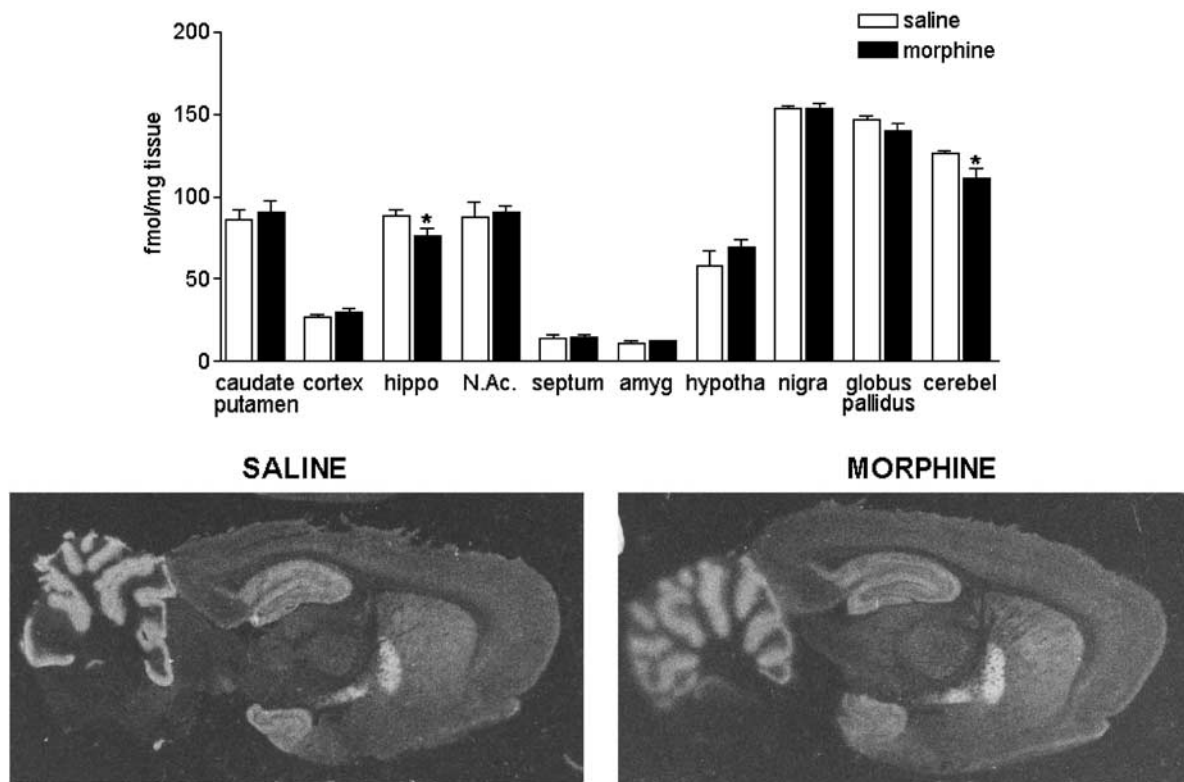 saline
morphine
fmol/mg tissue
200
150
100
50
0
*
*
caudate putamen
cortex
hippo
N.Ac.
septum
amyg
hypotha
nigra
globus pallidus
cerebel
SALINE
MORPHINE